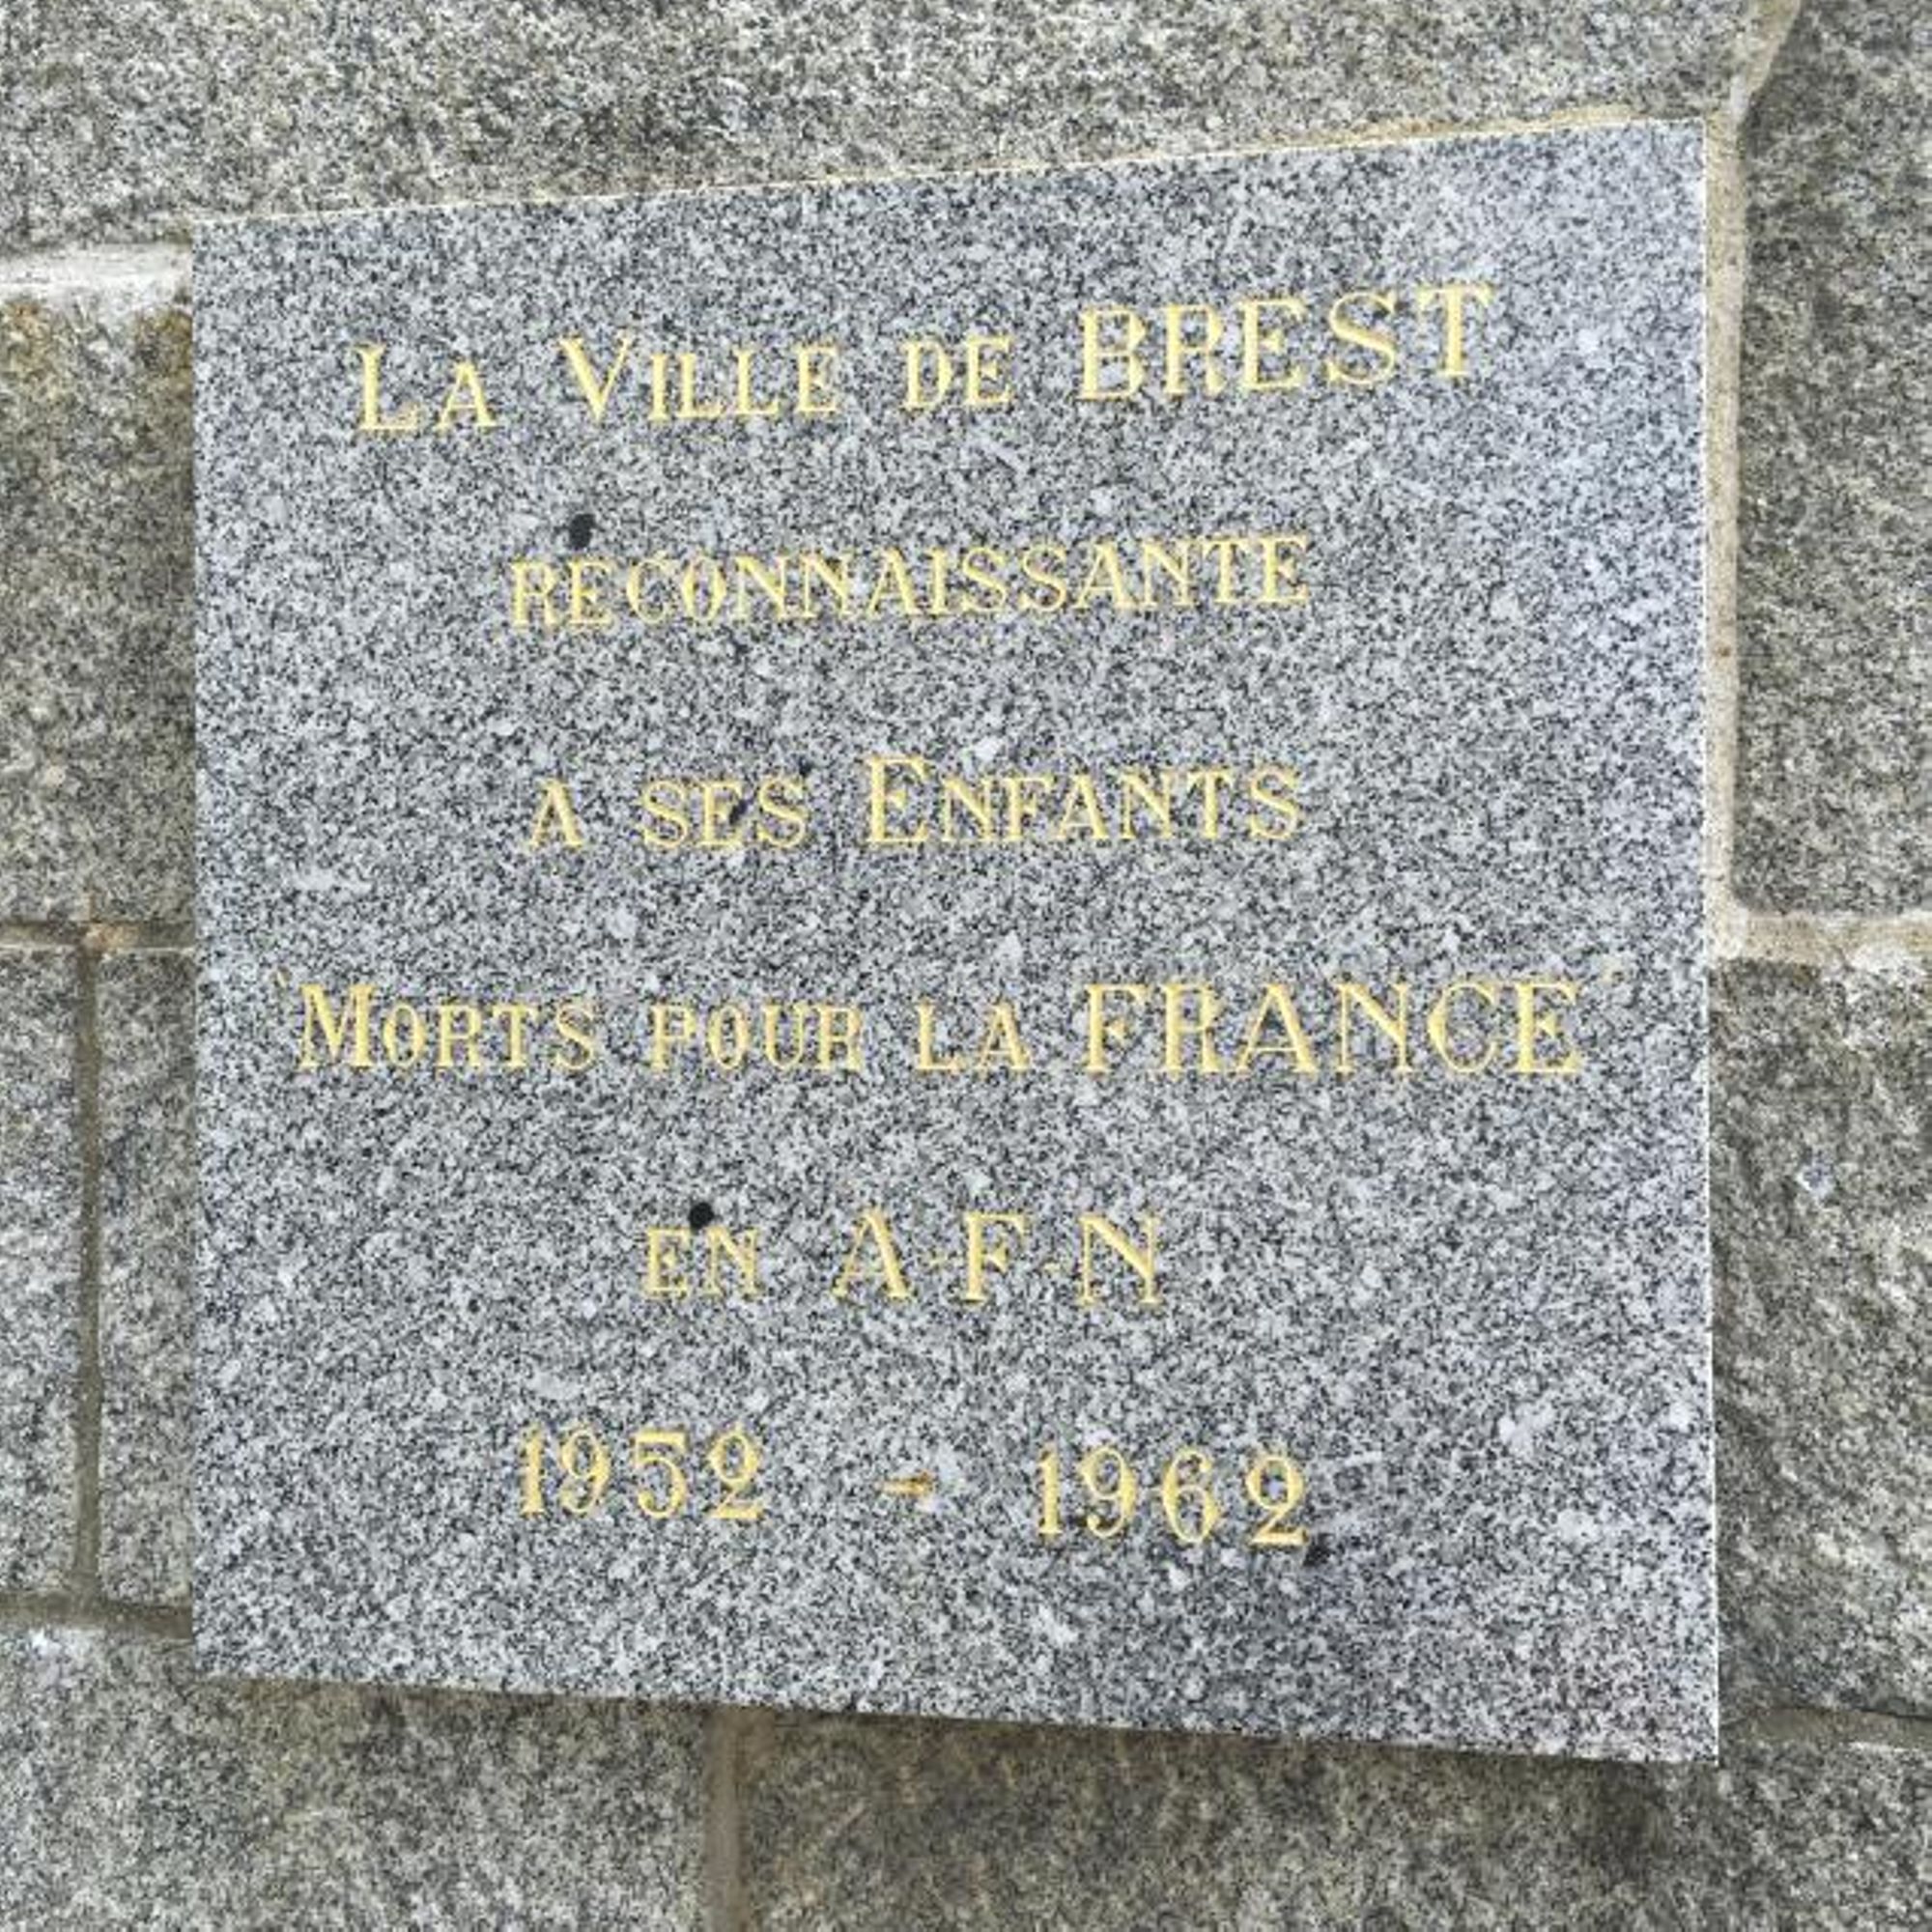 LA VILLE DE BREST
RECONNAISSANTE
A SES ENFANTS
MORTS POUR LA FRANCE
EN A-F-N
1952 - 1962